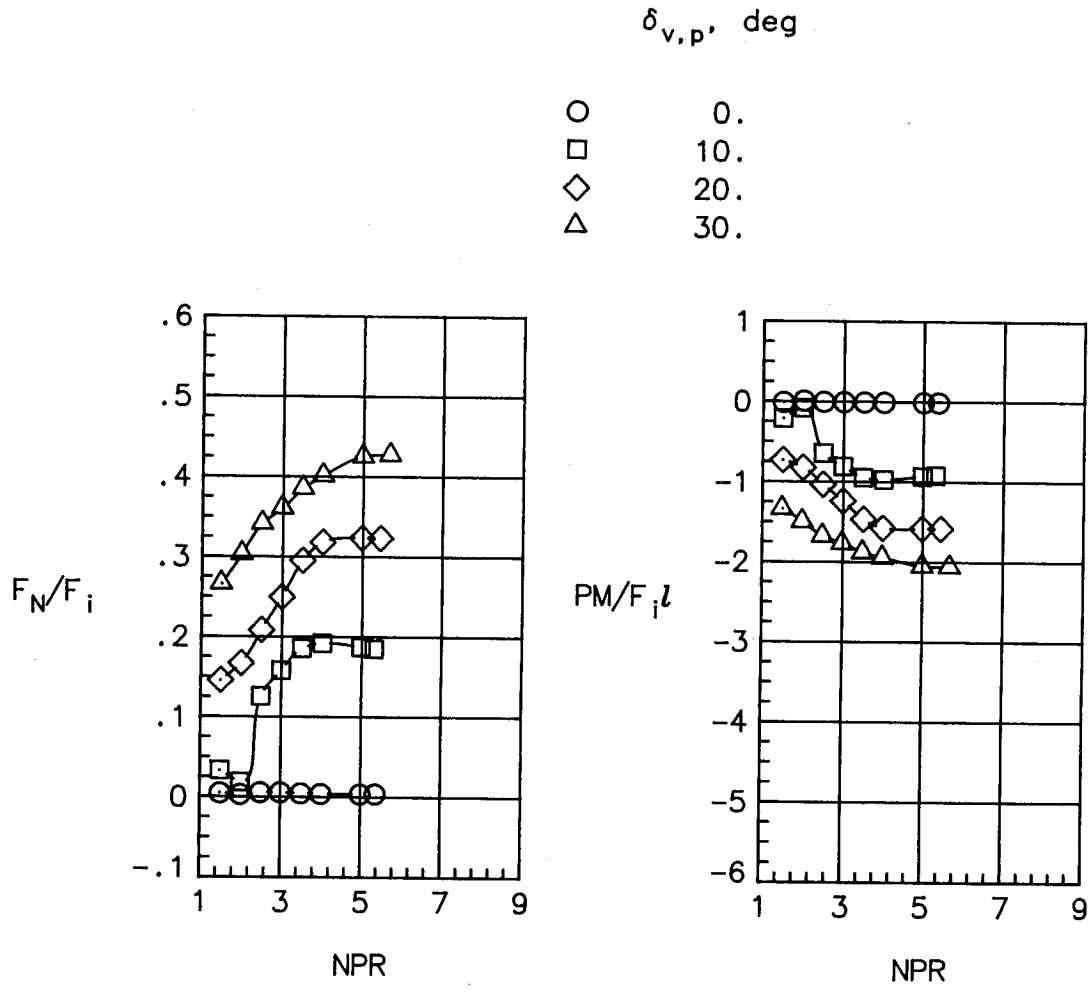 δv,p, deg
0.
10.
20.
30.
.6
.5
.4
.3
.2
.1
0
-.1
FN/Fi
1 3 5 7 9
NPR
1
0
-1
-2
-3
-4
-5
-6
PM/Fil
1 3 5 7 9
NPR